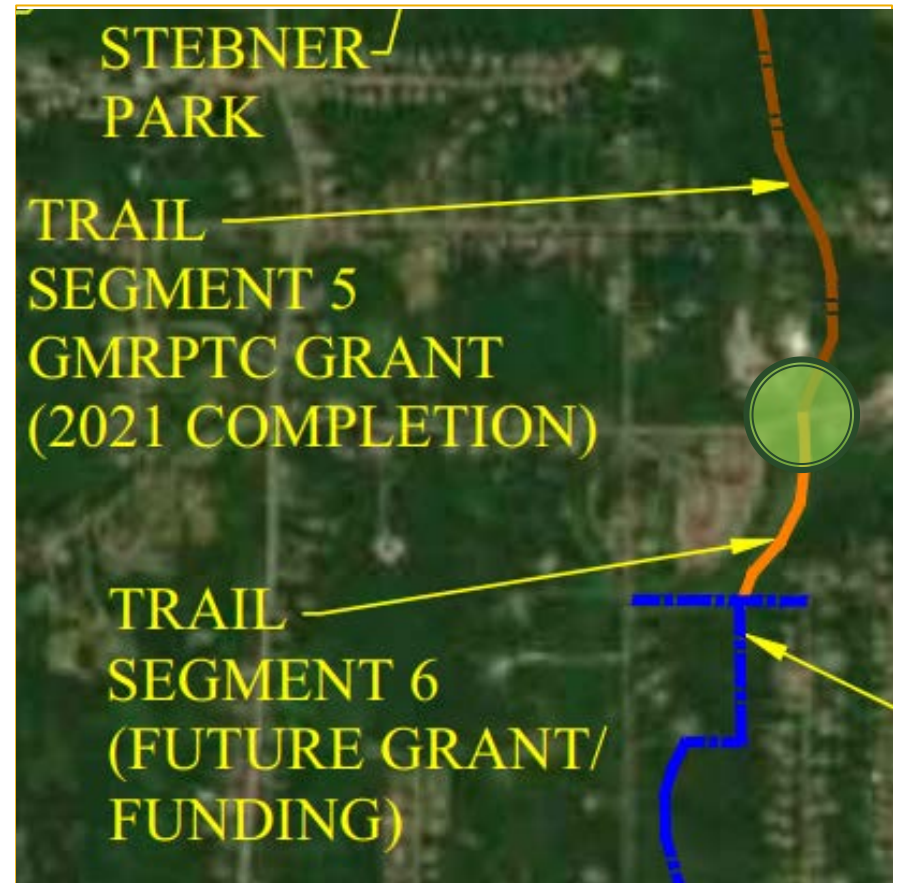 STEBNER
PARK
TRAIL
SEGMENT 5
GMRPTC GRANT
(2021 COMPLETION)
TRAIL
SEGMENT 6
(FUTURE GRANT/
FUNDING)